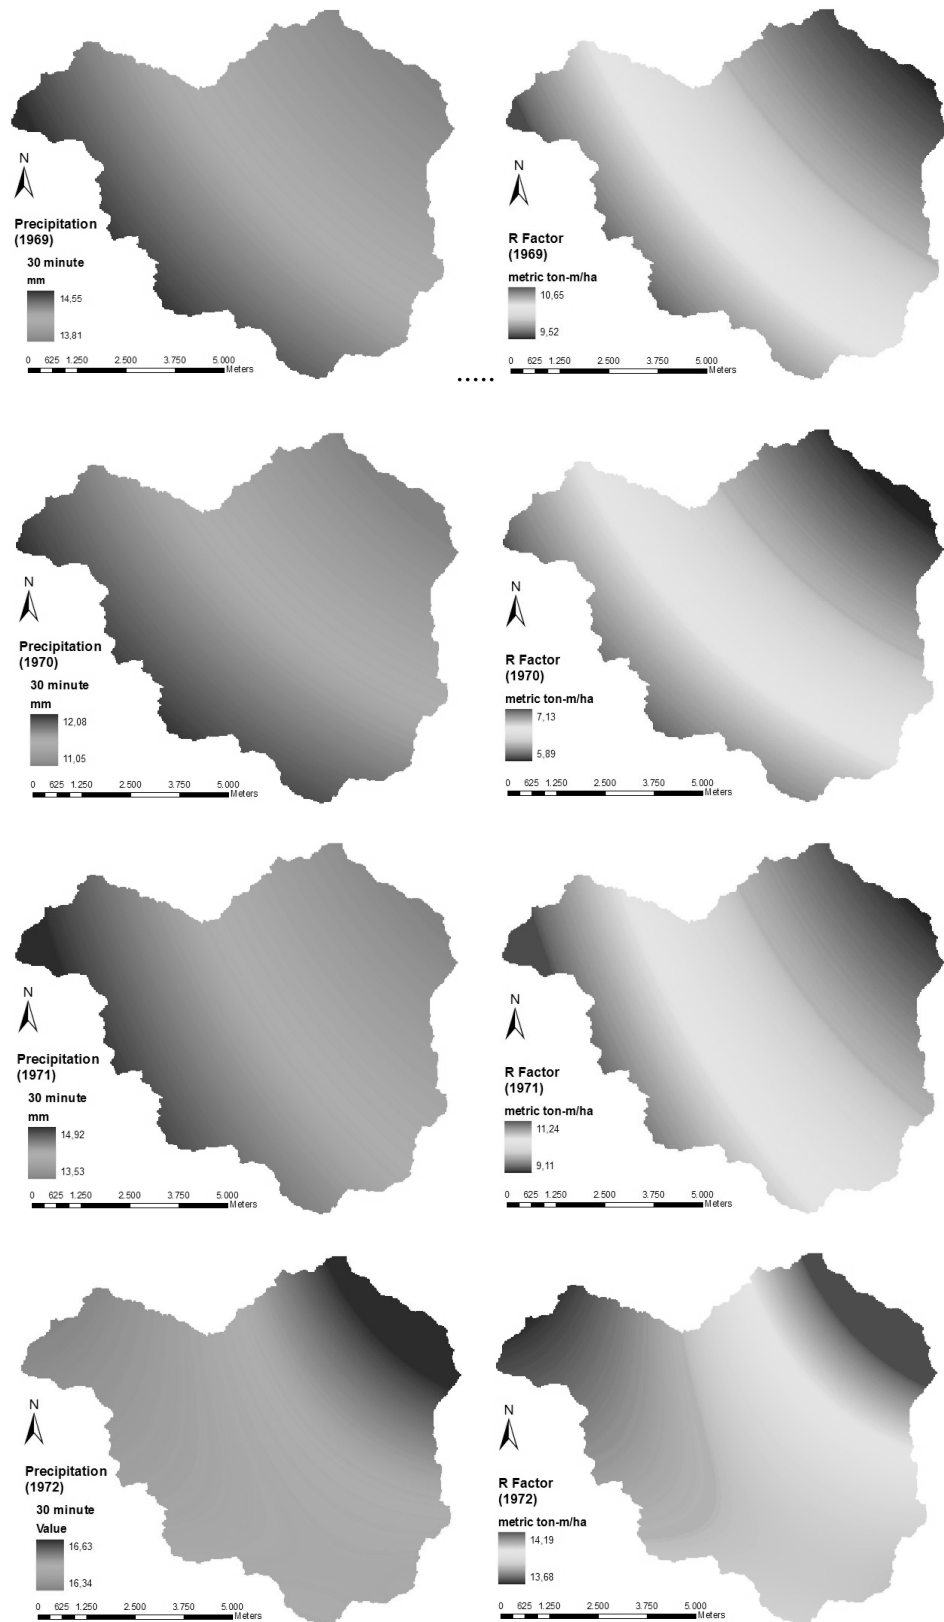 N
Precipitation
(1969)
30 minute
mm
14,55
13,81
0 625 1.250 2.500 3.750 5.000
Meters
N
R Factor
(1969)
metric ton-m/ha
10,65
9,52
0 625 1.250 2.500 3.750 5.000
Meters
.....
N
Precipitation
(1970)
30 minute
mm
12,08
11,05
0 625 1.250 2.500 3.750 5.000
Meters
N
R Factor
(1970)
metric ton-m/ha
7,13
5,89
0 625 1.250 2.500 3.750 5.000
Meters
N
Precipitation
(1971)
30 minute
mm
14,92
13,53
0 625 1.250 2.500 3.750 5.000
Meters
N
R Factor
(1971)
metric ton-m/ha
11,24
9,11
0 625 1.250 2.500 3.750 5.000
Meters
N
Precipitation
(1972)
30 minute
Value
16,63
16,34
0 625 1.250 2.500 3.750 5.000
Meters
N
R Factor
(1972)
metric ton-m/ha
14,19
13,68
0 625 1.250 2.500 3.750 5.000
Meters